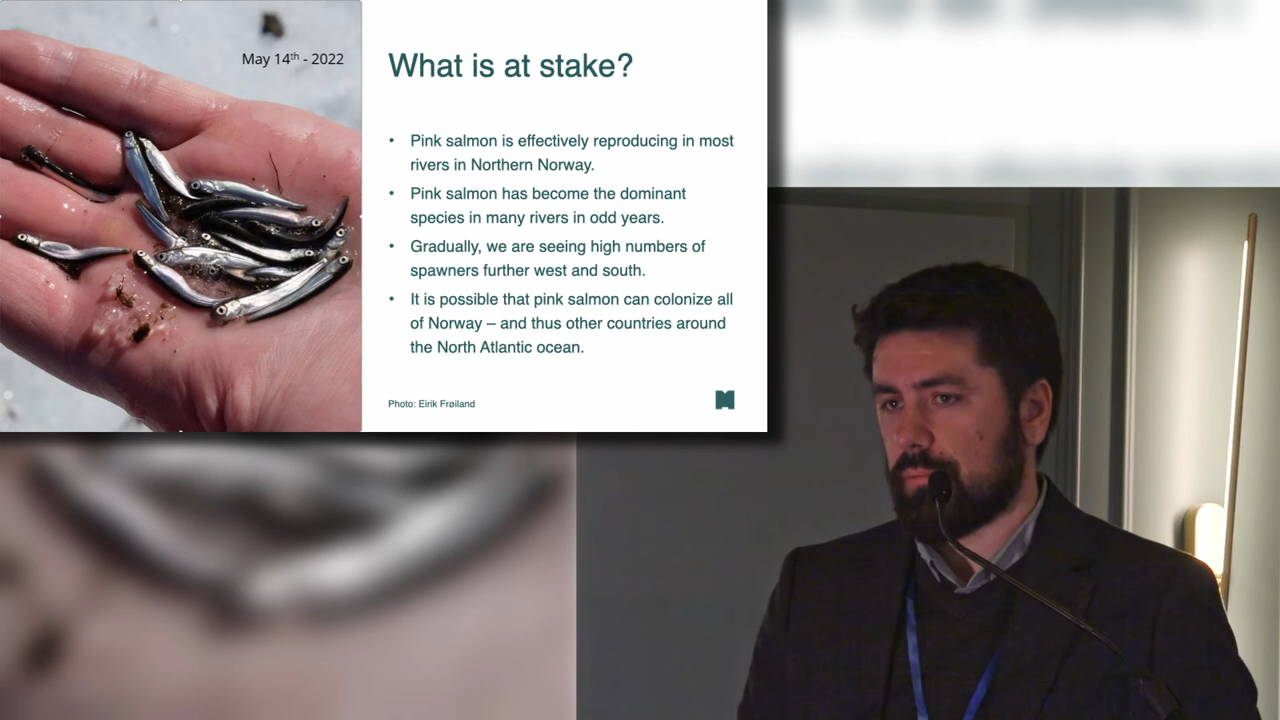 May 14th - 2022
What is at stake?
• Pink salmon is effectively reproducing in most
rivers in Northern Norway.
• Pink salmon has become the dominant
species in many rivers in odd years.
• Gradually, we are seeing high numbers of
spawners further west and south.
• It is possible that pink salmon can colonize all
of Norway – and thus other countries around
the North Atlantic ocean.
Photo: Eirik Frøiland